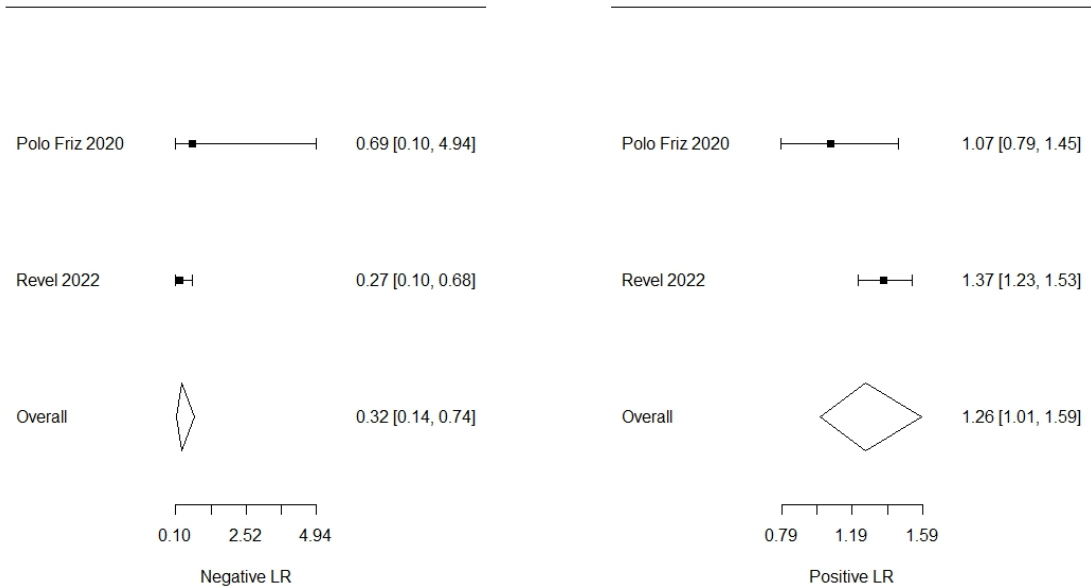 Polo Friz 2020 0.69 [0.10, 4.94]
Revel 2022 0.27 [0.10, 0.68]
Overall 0.32 [0.14, 0.74]
0.10 2.52 4.94
Negative LR
Polo Friz 2020 1.07 [0.79, 1.45]
Revel 2022 1.37 [1.23, 1.53]
Overall 1.26 [1.01, 1.59]
0.79 1.19 1.59
Positive LR